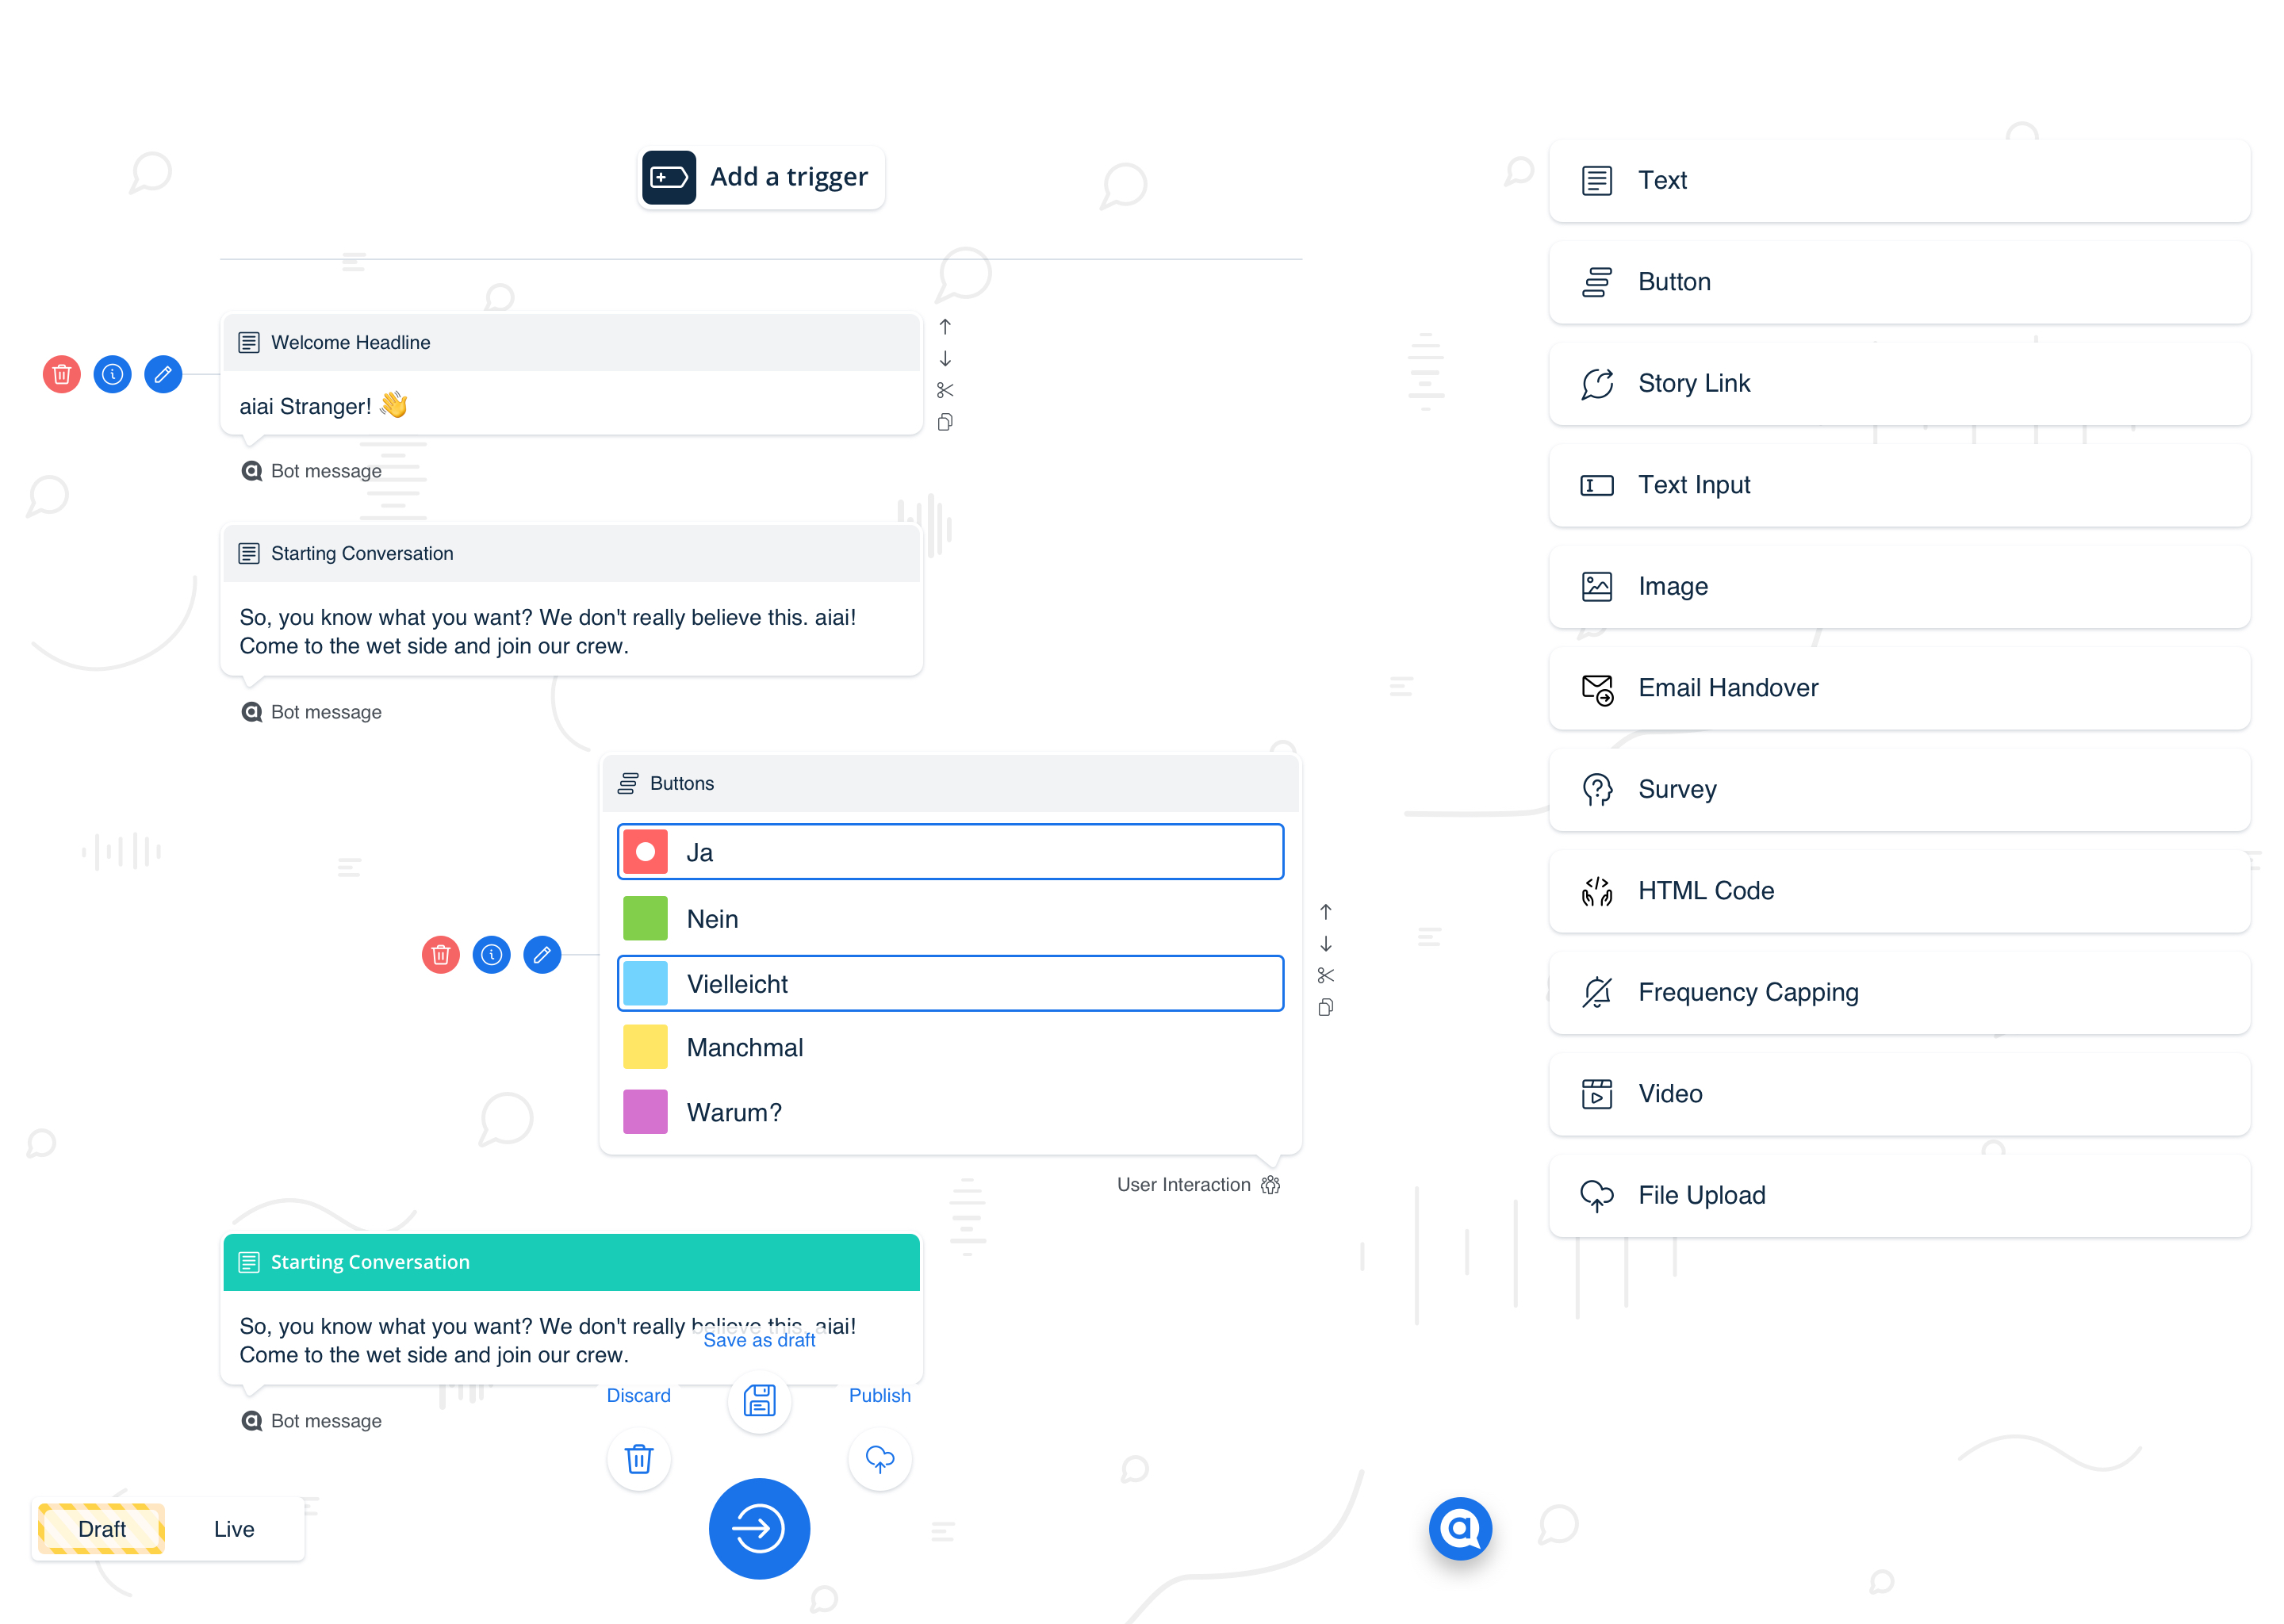 Add a trigger
Welcome Headline
aiai Stranger! 👋
Bot message
Starting Conversation
So, you know what you want? We don't really believe this. aiai!
Come to the wet side and join our crew.
Bot message
Buttons
Ja
Nein
Vielleicht
Manchmal
Warum?
User Interaction
Starting Conversation
So, you know what you want? We don't really believe this. aiai!
Come to the wet side and join our crew.
Bot message
Save as draft
Discard
Publish
Draft
Live
Text
Button
Story Link
Text Input
Image
Email Handover
Survey
HTML Code
Frequency Capping
Video
File Upload